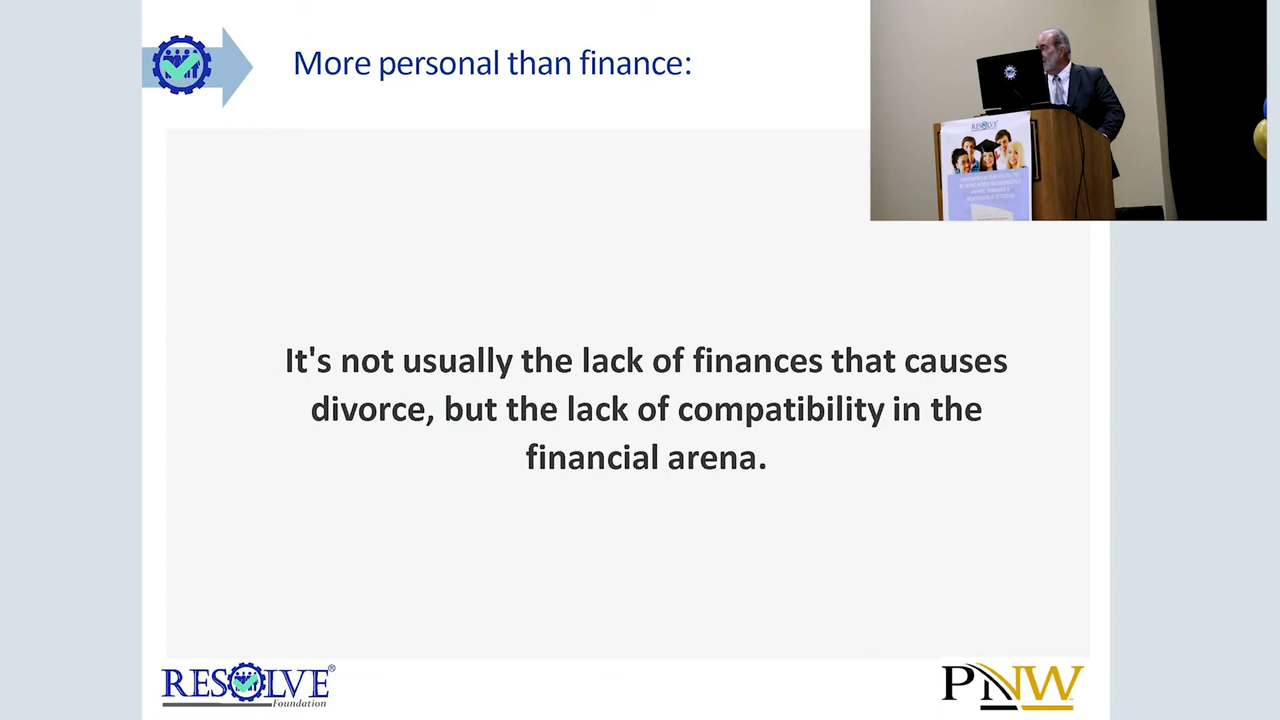 More personal than finance:
RESOLVE
It's not usually the lack of finances that causes
divorce, but the lack of compatibility in the
financial arena.
RESOLVE®
Foundation
PNW